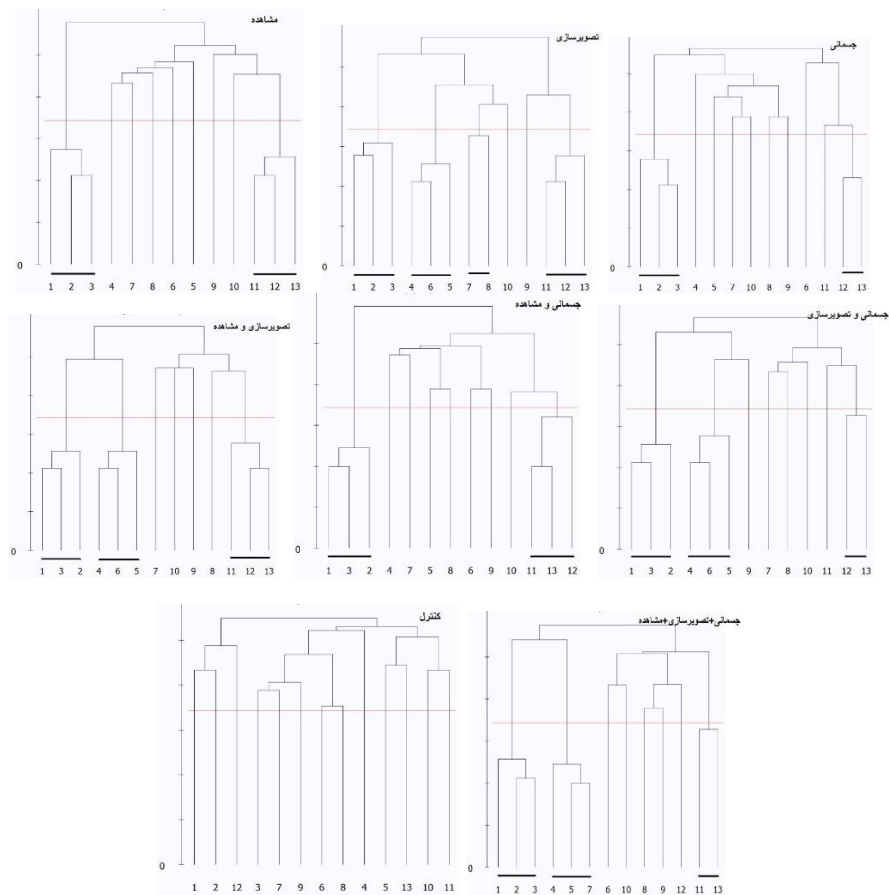 مشاهده
0
1 2 3 4 7 8 6 5 9 10 11 12 13
تصویرسازی
0
1 2 3 4 6 5 7 8 10 9 11 12 13
جسمانی
0
1 2 3 4 5 7 10 8 9 6 11 12 13
تصویرسازی و مشاهده
0
1 3 2 4 6 5 7 10 9 8 11 12 13
جسمانی و مشاهده
0
1 3 2 4 7 5 8 6 9 10 11 13 12
جسمانی و تصویرسازی
0
1 3 2 4 6 5 9 7 8 10 11 12 13
کنترل
0
1 2 12 3 7 9 6 8 4 5 13 10 11
جسمانی+تصویرسازی+مشاهده
0
1 2 3 4 5 7 6 10 8 9 12 11 13